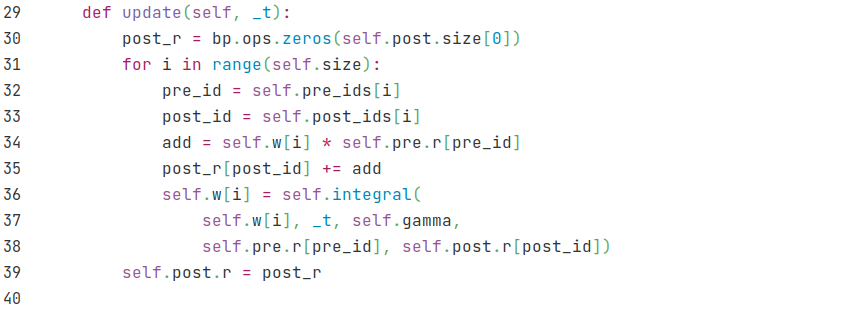 29      def update(self, _t):
30          post_r = bp.ops.zeros(self.post.size[0])
31          for i in range(self.size):
32              pre_id = self.pre_ids[i]
33              post_id = self.post_ids[i]
34              add = self.w[i] * self.pre.r[pre_id]
35              post_r[post_id] += add
36              self.w[i] = self.integral(
37                  self.w[i], _t, self.gamma,
38                  self.pre.r[pre_id], self.post.r[post_id])
39          self.post.r = post_r
40